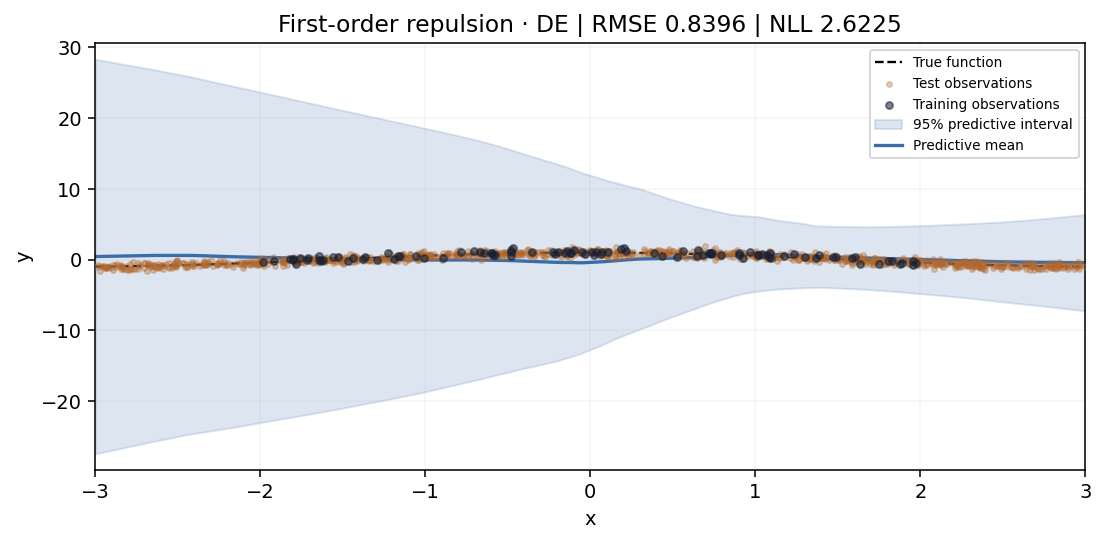 First-order repulsion · DE | RMSE 0.8396 | NLL 2.6225
30
20
10
0
−10
−20
y
−3
−2
−1
0
1
2
3
x
True function
Test observations
Training observations
95% predictive interval
Predictive mean